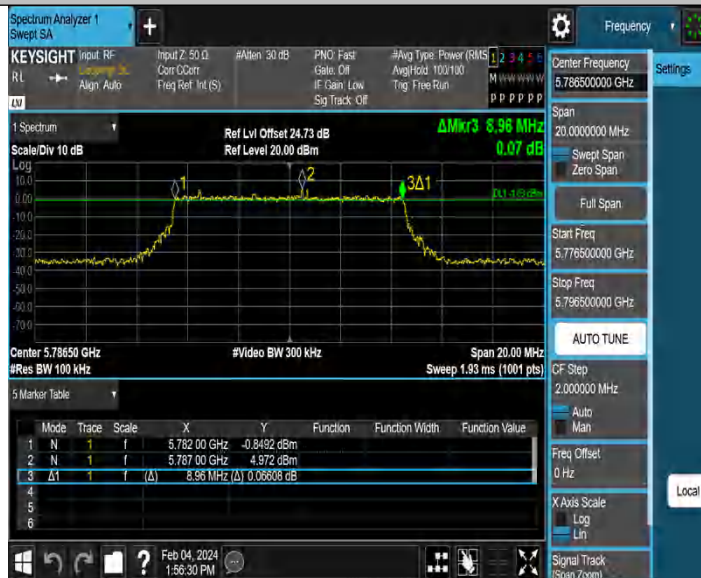 Spectrum Analyzer 1
Swept SA
+
Frequency
KEYSIGHT
RL
Input: RF
Align: Auto
Input Z: 50 Ω
Corr CCorr
Freq Ref: Int (S)
#Atten: 30 dB
PNO: Fast
Gate: Off
IF Gain: Low
Sig Track: Off
#Avg Type: Power (RMS
Avg|Hold: 100/100
Trig: Free Run
1 2 3 4 5 6
M W W W W W
P P P P P P
LXI
1 Spectrum
Scale/Div 10 dB
Ref Lvl Offset 24.73 dB
Ref Level 20.00 dBm
ΔMkr3 8.96 MHz
0.07 dB
Log
10.0
0.00
-10.0
-20.0
-30.0
-40.0
-50.0
-60.0
-70.0
1
2
3Δ1
Center 5.78650 GHz
#Res BW 100 kHz
#Video BW 300 kHz
Span 20.00 MHz
Sweep 1.93 ms (1001 pts)
5 Marker Table
Mode Trace Scale X Y Function Function Width Function Value
1 N 1 f 5.782 00 GHz -0.8492 dBm
2 N 1 f 5.787 00 GHz 4.972 dBm
3 Δ1 1 f (Δ) 8.96 MHz (Δ) 0.06608 dB
4
5
6
Feb 04, 2024
1:56:30 PM
?
Center Frequency
5.786500000 GHz
Span
20.0000000 MHz
Swept Span
Zero Span
Full Span
Start Freq
5.776500000 GHz
Stop Freq
5.796500000 GHz
AUTO TUNE
CF Step
2.000000 MHz
Auto
Man
Freq Offset
0 Hz
X Axis Scale
Log
Lin
Signal Track
(Span Zoom)
Settings
Local